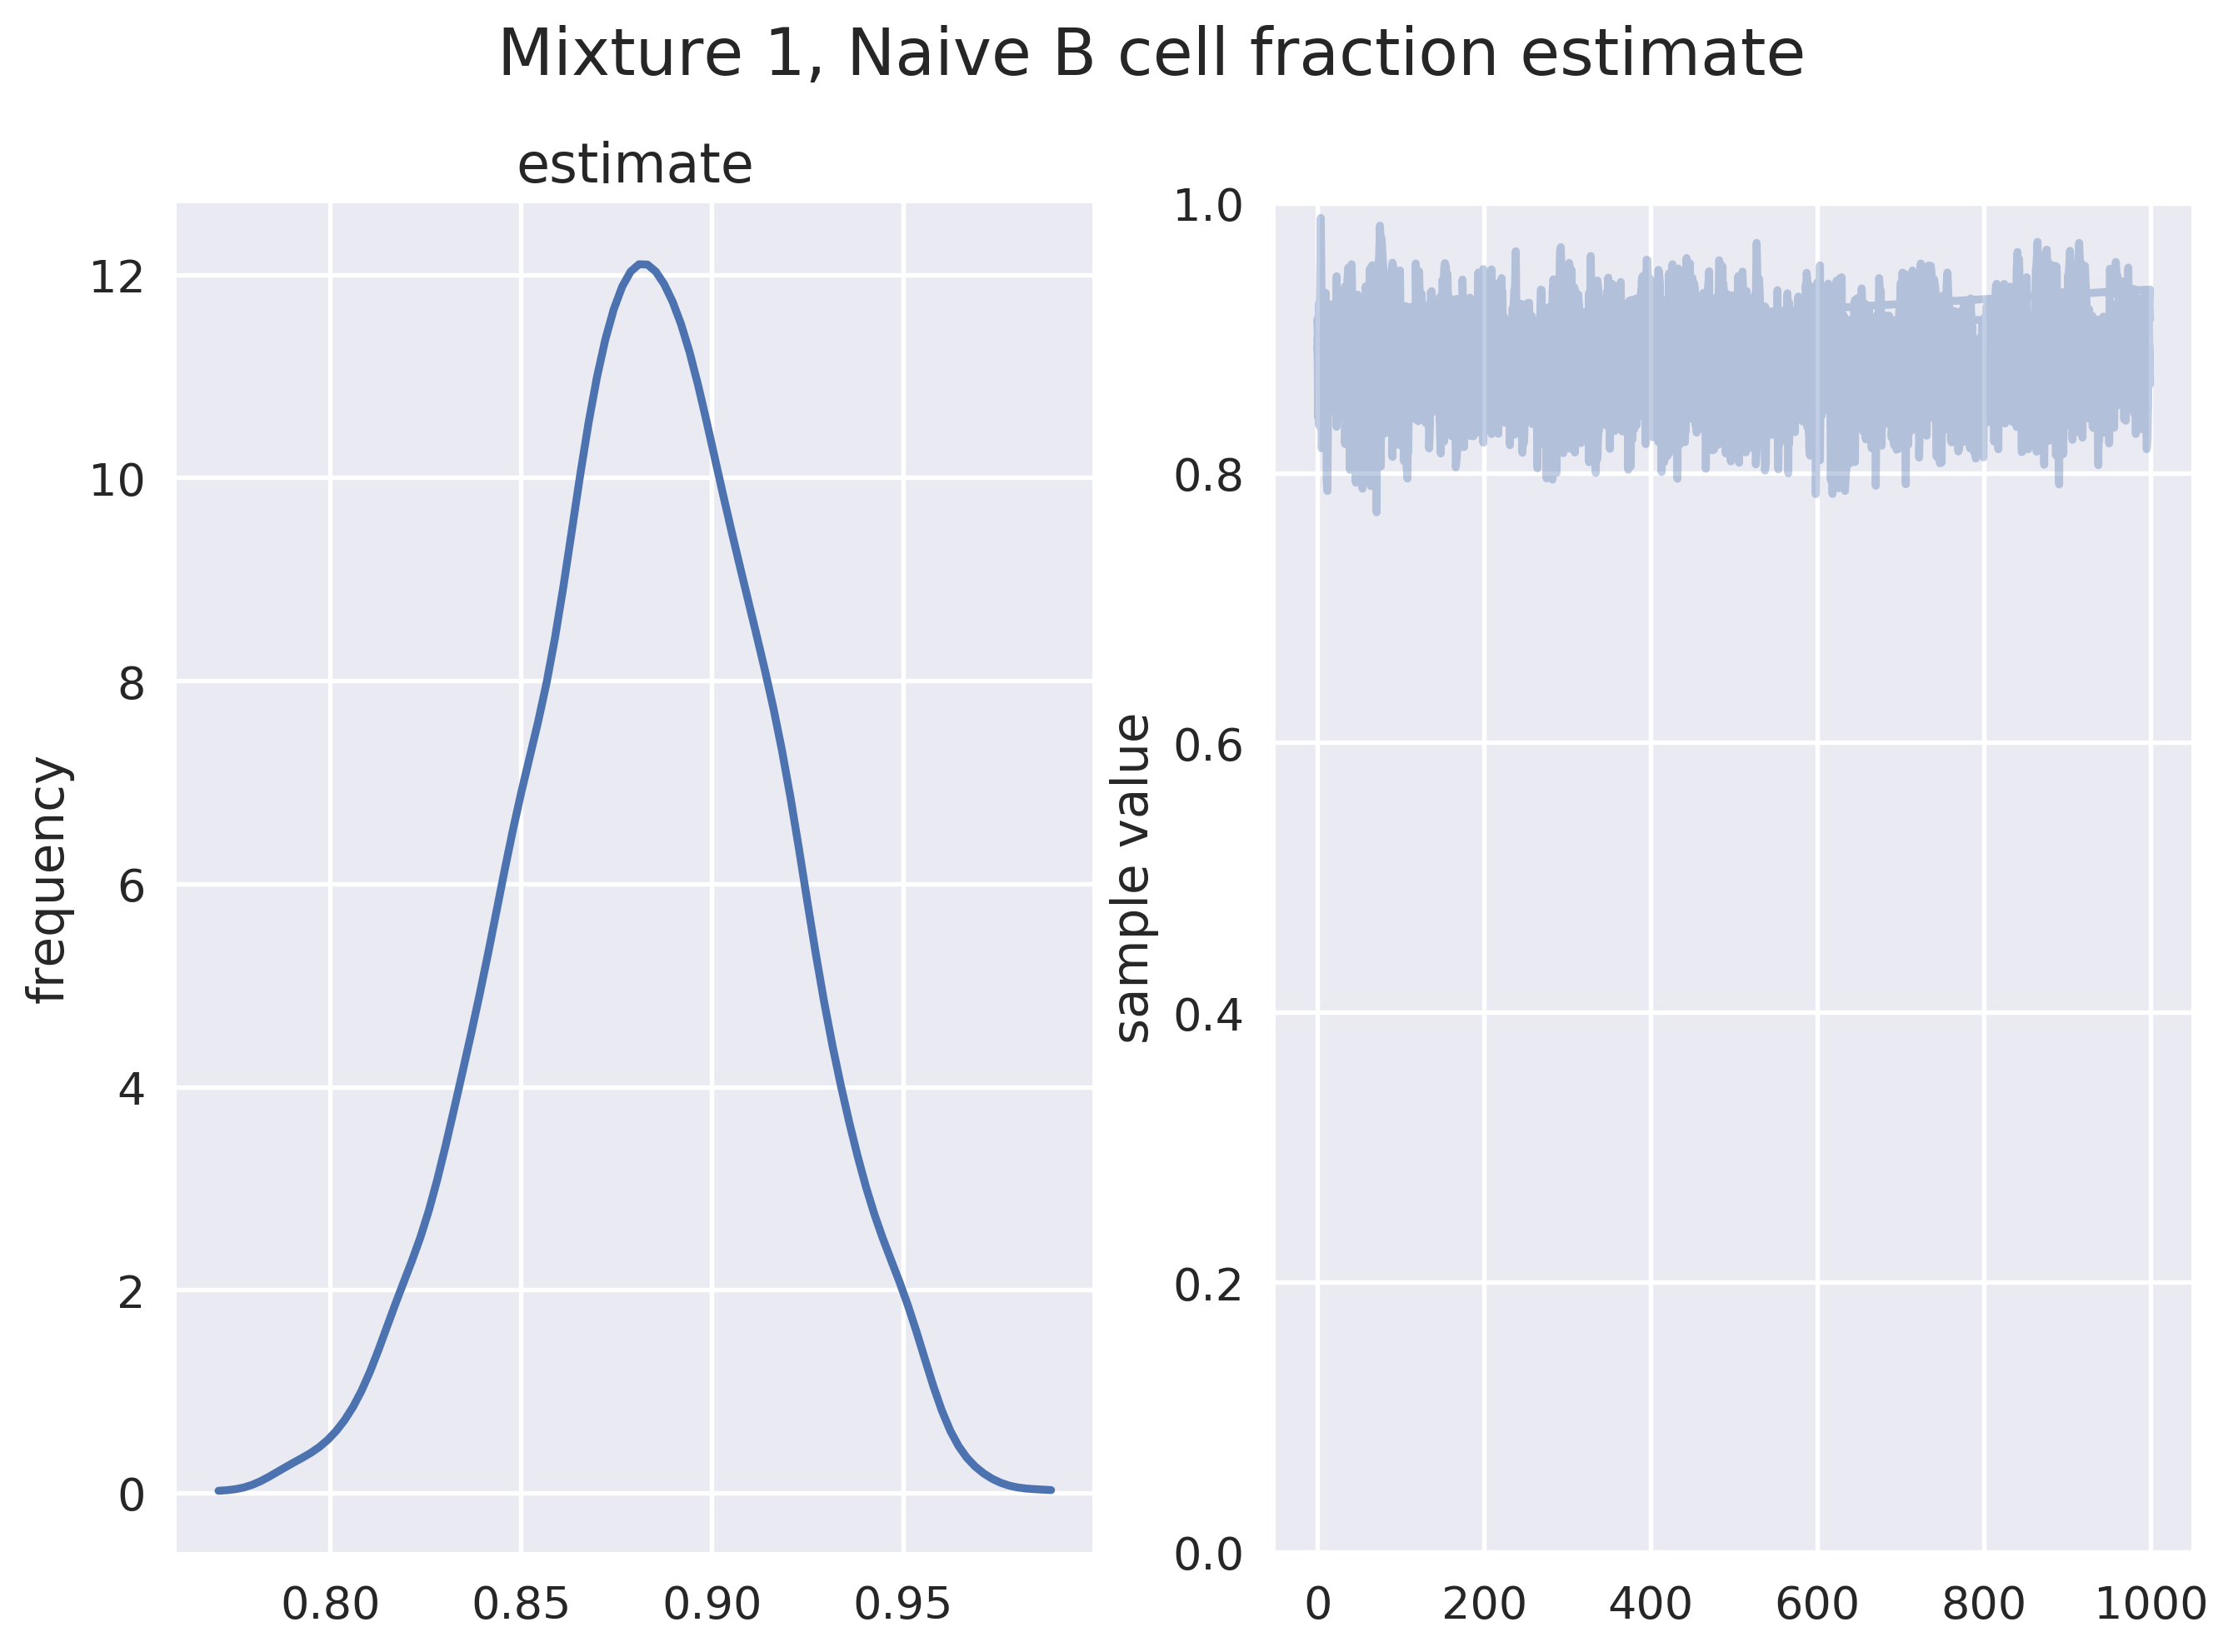 Mixture 1, Naive B cell fraction estimate
estimate
frequency
12
10
8
6
4
2
0
0.80 0.85 0.90 0.95
sample value
1.0
0.8
0.6
0.4
0.2
0.0
0 200 400 600 800 1000